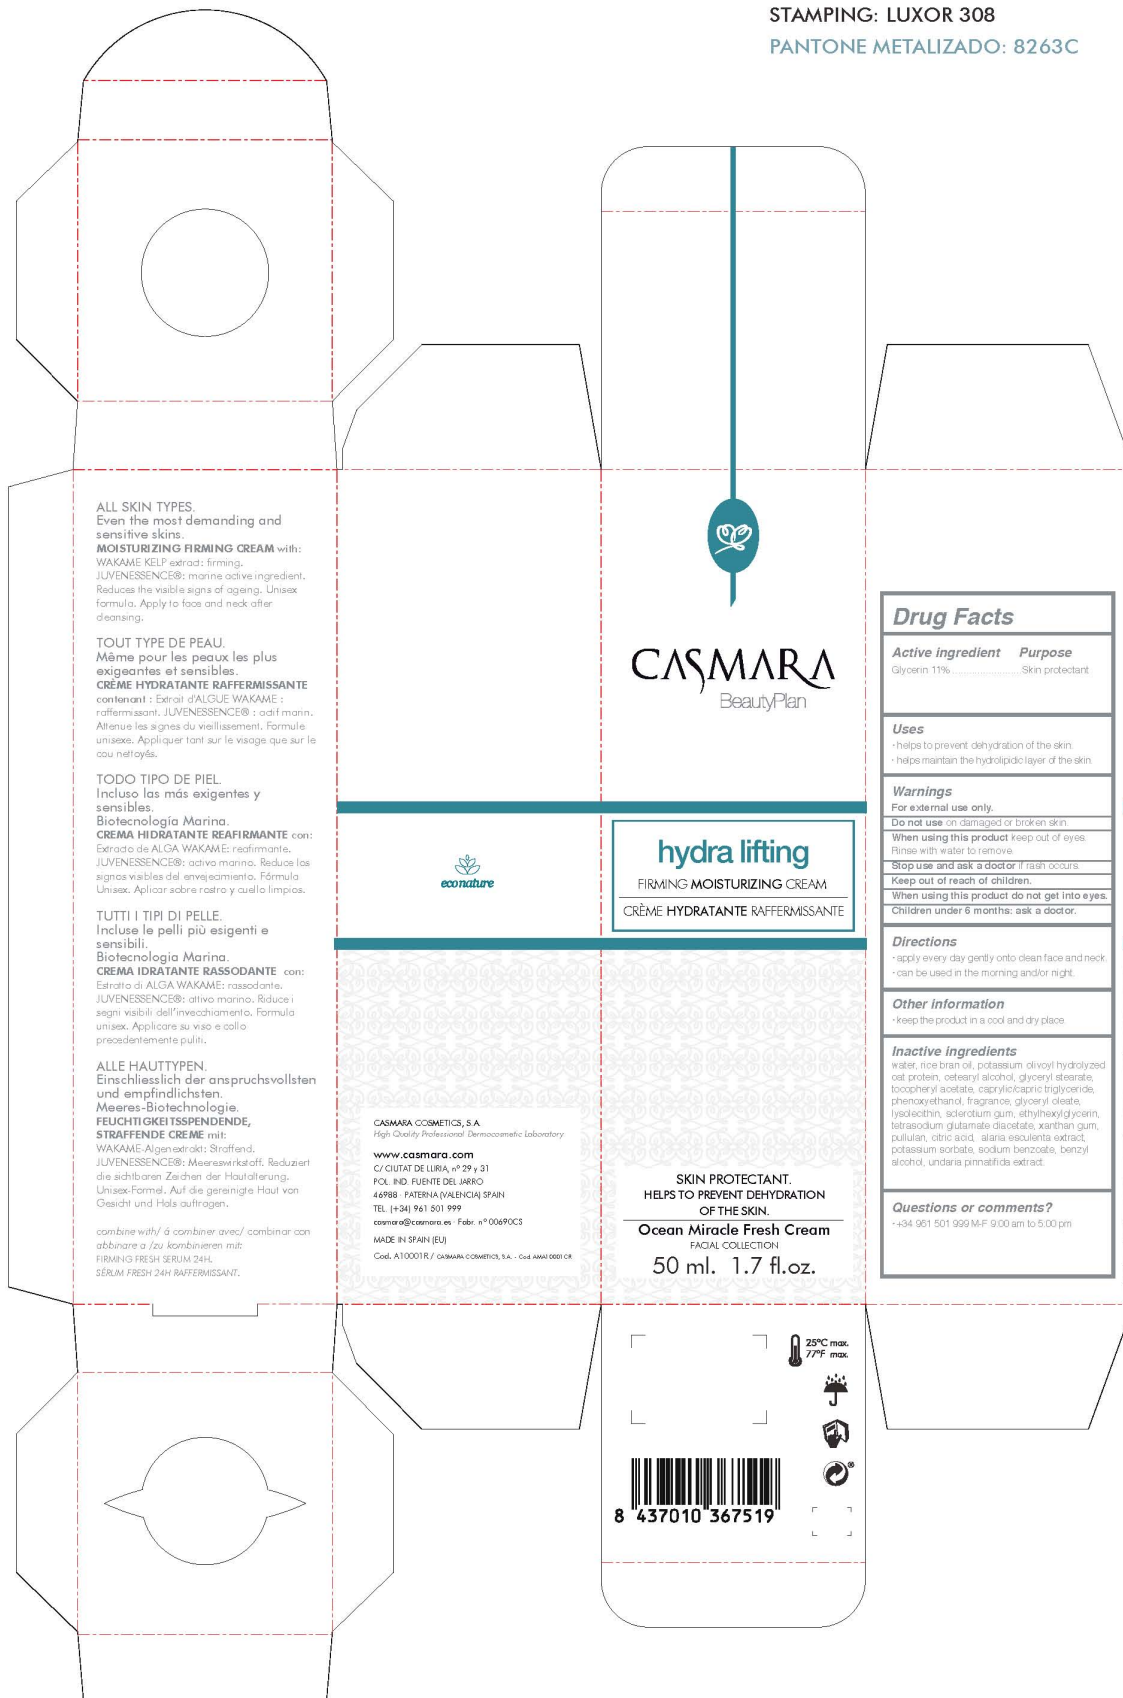 STAMPING: LUXOR 308
PANTONE METALIZADO: 8263C
ALL SKIN TYPES.
Even the most demanding and
sensitive skins.
MOISTURIZING FIRMING CREAM with:
WAKAME KELP extract: firming.
JUVENESSENCE®: marine active ingredient.
Reduces the visible signs of ageing. Unisex
formula. Apply to face and neck after
cleansing.
TOUT TYPE DE PEAU.
Même pour les peaux les plus
exigeantes et sensibles.
CRÈME HYDRATANTE RAFFERMISSANTE
contenant : Extrait d'ALGUE WAKAME :
raffermissant. JUVENESSENCE® : actif marin.
Attenue les signes du vieillissement. Formule
unisexe. Appliquer tant sur le visage que sur le
cou nettoyés.
TODO TIPO DE PIEL.
Incluso las más exigentes y
sensibles.
Biotecnología Marina.
CREMA HIDRATANTE REAFIRMANTE con:
Extracto de ALGA WAKAME: reafirmante.
JUVENESSENCE®: activo marino. Reduce los
signos visibles del envejecimiento. Fórmula
Unisex. Aplicar sobre rostro y cuello limpios.
TUTTI I TIPI DI PELLE.
Incluse le pelli più esigenti e
sensibili.
Biotecnologia Marina.
CREMA IDRATANTE RASSODANTE con:
Estratto di ALGA WAKAME: rassodante.
JUVENESSENCE®: attivo marino. Riduce i
segni visibili dell'invecchiamento. Formula
unisex. Applicare su viso e collo
precedentemente puliti.
ALLE HAUTTYPEN.
Einschliesslich der anspruchsvollsten
und empfindlichsten.
Meeres-Biotechnologie.
FEUCHTIGKEITSSPENDENDE,
STRAFFENDE CREME mit:
WAKAME-Algenextrakt: Straffend.
JUVENESSENCE®: Meereswirkstoff. Reduziert
die sichtbaren Zeichen der Hautalterung.
Unisex-Formel. Auf die gereinigte Haut von
Gesicht und Hals auftragen.
combine with/ à combiner avec/ combinar con
abbinare a /zu kombinieren mit:
FIRMING FRESH SERUM 24H.
SÉRUM FRESH 24H RAFFERMISSANT.
eco nature
CASMARA COSMETICS, S.A.
High Quality Professional Dermocosmetic Laboratory
www.casmara.com
C/ CIUTAT DE LLIRIA, nº 29 y 31
POL. IND. FUENTE DEL JARRO
46988 · PATERNA (VALENCIA) SPAIN
TEL. (+34) 961 501 999
casmara@casmara.es · Fabr. nº 00690CS
MADE IN SPAIN (EU)
Cod. A10001R / CASMARA COSMETICS, S.A. - Cod. AMA10001CR
CASMARA
BeautyPlan
hydra lifting
FIRMING MOISTURIZING CREAM
CRÈME HYDRATANTE RAFFERMISSANTE
SKIN PROTECTANT.
HELPS TO PREVENT DEHYDRATION
OF THE SKIN.
Ocean Miracle Fresh Cream
FACIAL COLLECTION
50 ml. 1.7 fl.oz.
25ºC max.
77ºF max.
®
8 437010 367519
Drug Facts
Active ingredient Purpose
Glycerin 11%........................Skin protectant
Uses
· helps to prevent dehydration of the skin.
· helps maintain the hydrolipidic layer of the skin.
Warnings
For external use only.
Do not use on damaged or broken skin.
When using this product keep out of eyes.
Rinse with water to remove.
Stop use and ask a doctor if rash occurs.
Keep out of reach of children.
When using this product do not get into eyes.
Children under 6 months: ask a doctor.
Directions
· apply every day gently onto clean face and neck.
· can be used in the morning and/or night.
Other information
· keep the product in a cool and dry place.
Inactive ingredients
water, rice bran oil, potassium olivoyl hydrolyzed
oat protein, cetearyl alcohol, glyceryl stearate,
tocopheryl acetate, caprylic/capric triglyceride,
phenoxyethanol, fragrance, glyceryl oleate,
lysolecithin, sclerotium gum, ethylhexylglycerin,
tetrasodium glutamate diacetate, xanthan gum,
pullulan, citric acid, alaria esculenta extract,
potassium sorbate, sodium benzoate, benzyl
alcohol, undaria pinnatifida extract.
Questions or comments?
· +34 961 501 999 M-F 9:00 am to 5:00 pm